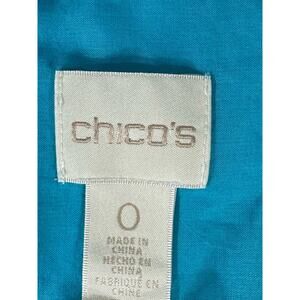 chico's
0
MADE IN
CHINA
HECHO EN
CHINA
FABRIQUÉ EN
CHINE